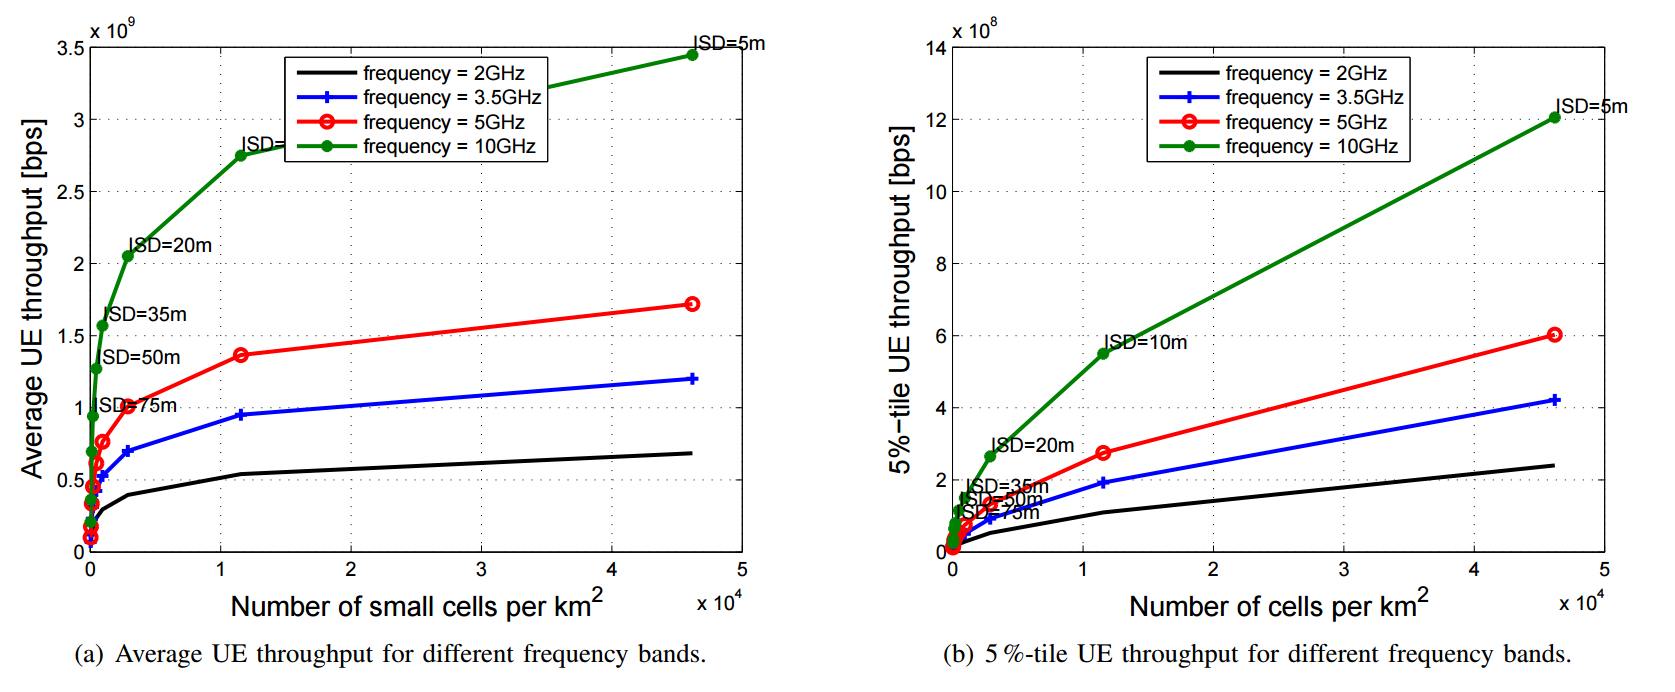 x 10^9
3.5
3
2.5
2
1.5
1
0.5
0
Average UE throughput [bps]
frequency = 2GHz
frequency = 3.5GHz
frequency = 5GHz
frequency = 10GHz
ISD=5m
ISD=
ISD=20m
ISD=35m
ISD=50m
ISD=75m
0 1 2 3 4 5
x 10^4
Number of small cells per km^2
(a) Average UE throughput for different frequency bands.
x 10^8
14
12
10
8
6
4
2
0
5%-tile UE throughput [bps]
frequency = 2GHz
frequency = 3.5GHz
frequency = 5GHz
frequency = 10GHz
ISD=5m
ISD=10m
ISD=20m
ISD=35m
ISD=50m
ISD=75m
0 1 2 3 4 5
x 10^4
Number of cells per km^2
(b) 5 %-tile UE throughput for different frequency bands.